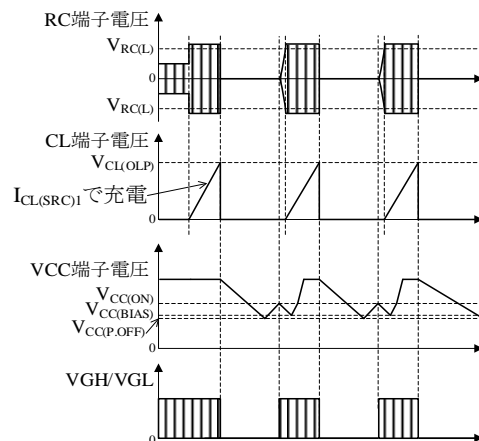 RC端子電圧
VRC(L)
0
VRC(L)
CL端子電圧
VCL(OLP)
ICL(SRC)1で充電
0
VCC端子電圧
VCC(ON)
VCC(BIAS)
VCC(P.OFF)
0
VGH/VGL
0